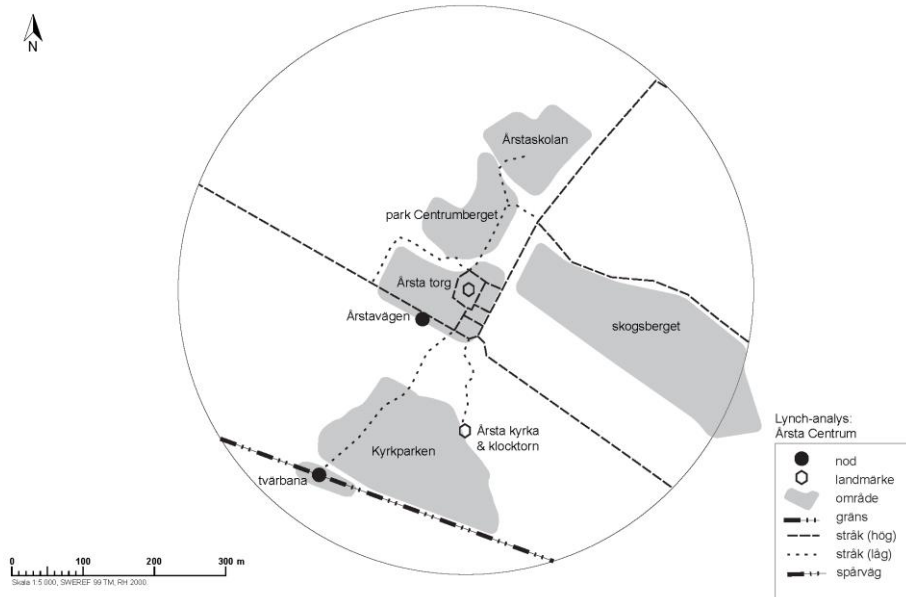 N
Årstaskolan
park Centrumberget
Årsta torg
Årstavägen
skogsberget
Årsta kyrka
& klocktorn
Kyrkparken
tvärbana
Lynch-analys:
Årsta Centrum
nod
landmärke
område
gräns
stråk (hög)
stråk (låg)
spårväg
0 100 200 300 m
Skala 1:5 000, SWEREF 99 TM, RH 2000.